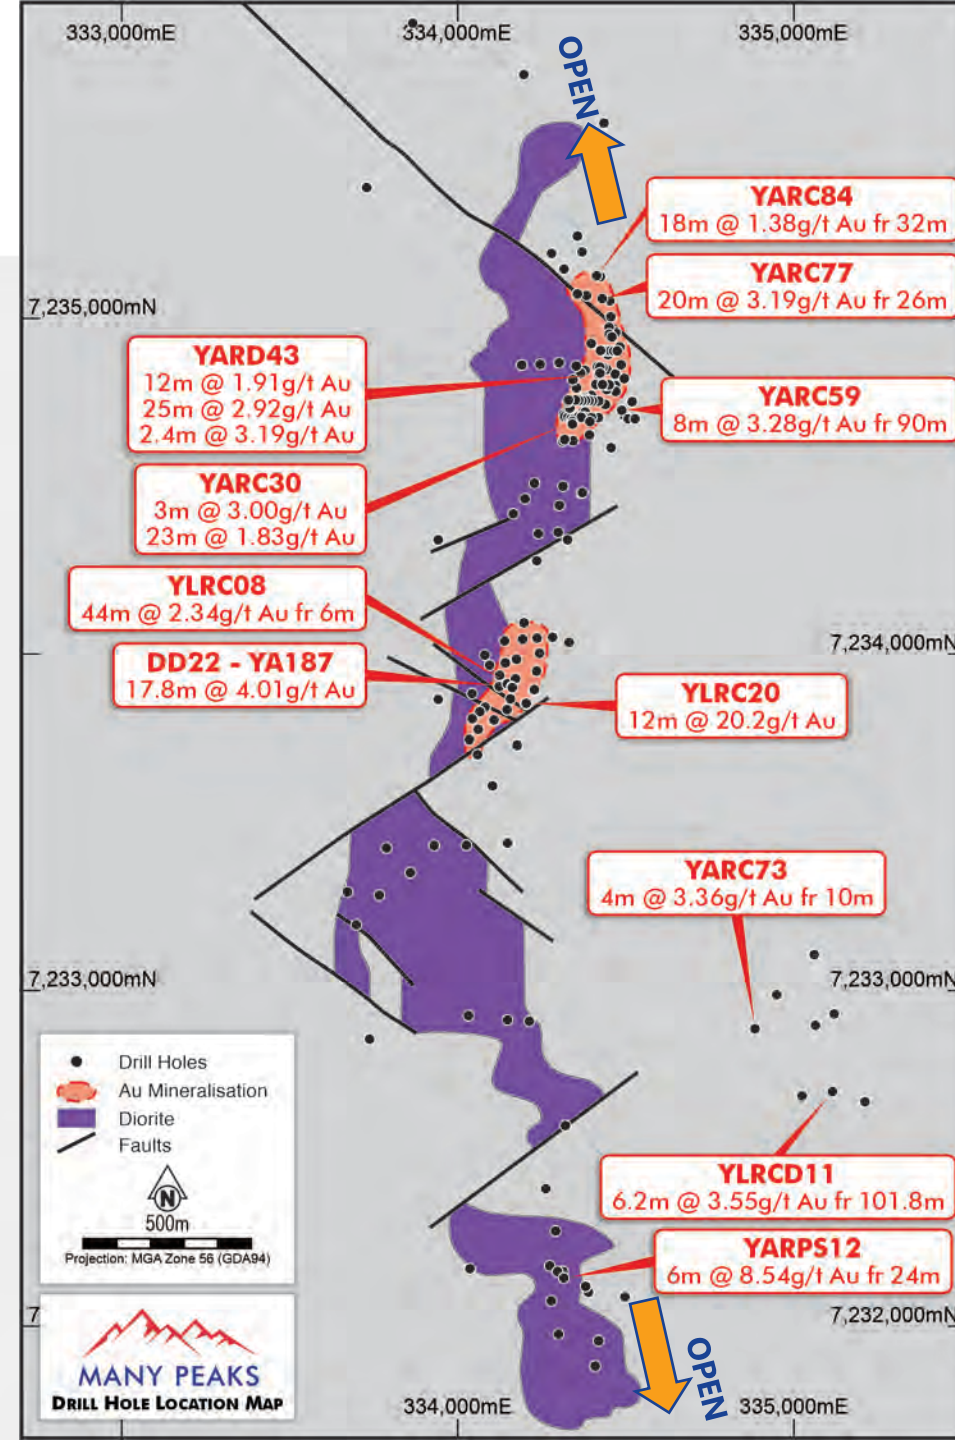 333,000mE
334,000mE
335,000mE
OPEN
YARC84
18m @ 1.38g/t Au fr 32m
YARC77
20m @ 3.19g/t Au fr 26m
7,235,000mN
YARD43
12m @ 1.91g/t Au
25m @ 2.92g/t Au
2.4m @ 3.19g/t Au
YARC59
8m @ 3.28g/t Au fr 90m
YARC30
3m @ 3.00g/t Au
23m @ 1.83g/t Au
YLRC08
44m @ 2.34g/t Au fr 6m
7,234,000mN
DD22 - YA187
17.8m @ 4.01g/t Au
YLRC20
12m @ 20.2g/t Au
YARC73
4m @ 3.36g/t Au fr 10m
7,233,000mN
7,233,000mN
Drill Holes
Au Mineralisation
Diorite
Faults
N
500m
Projection: MGA Zone 56 (GDA94)
YLRCD11
6.2m @ 3.55g/t Au fr 101.8m
YARPS12
6m @ 8.54g/t Au fr 24m
7
7,232,000mN
OPEN
MANY PEAKS
DRILL HOLE LOCATION MAP
334,000mE
335,000mE